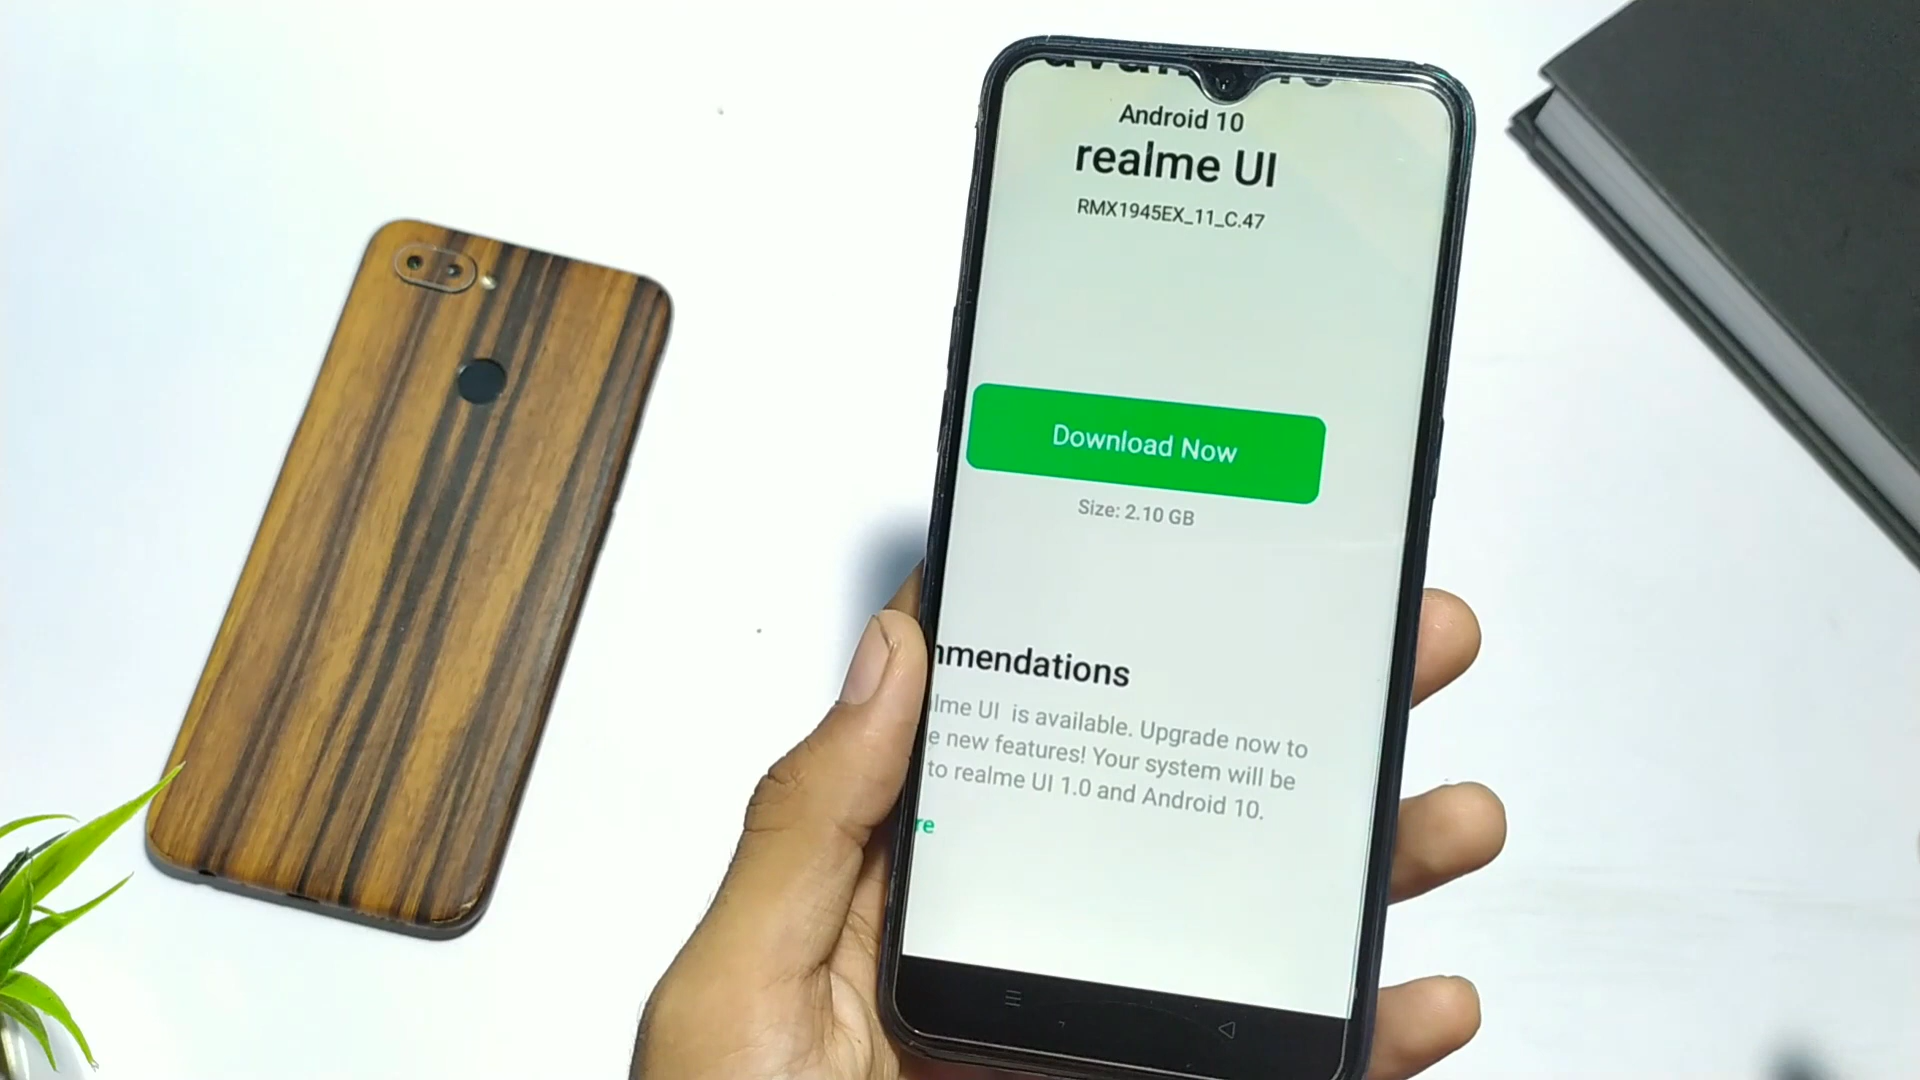 Android 10
realme UI
RMX1945EX_11_C.47
Download Now
Size: 2.10 GB
mmendations
lme UI is available. Upgrade now to
e new features! Your system will be
to realme UI 1.0 and Android 10.
re